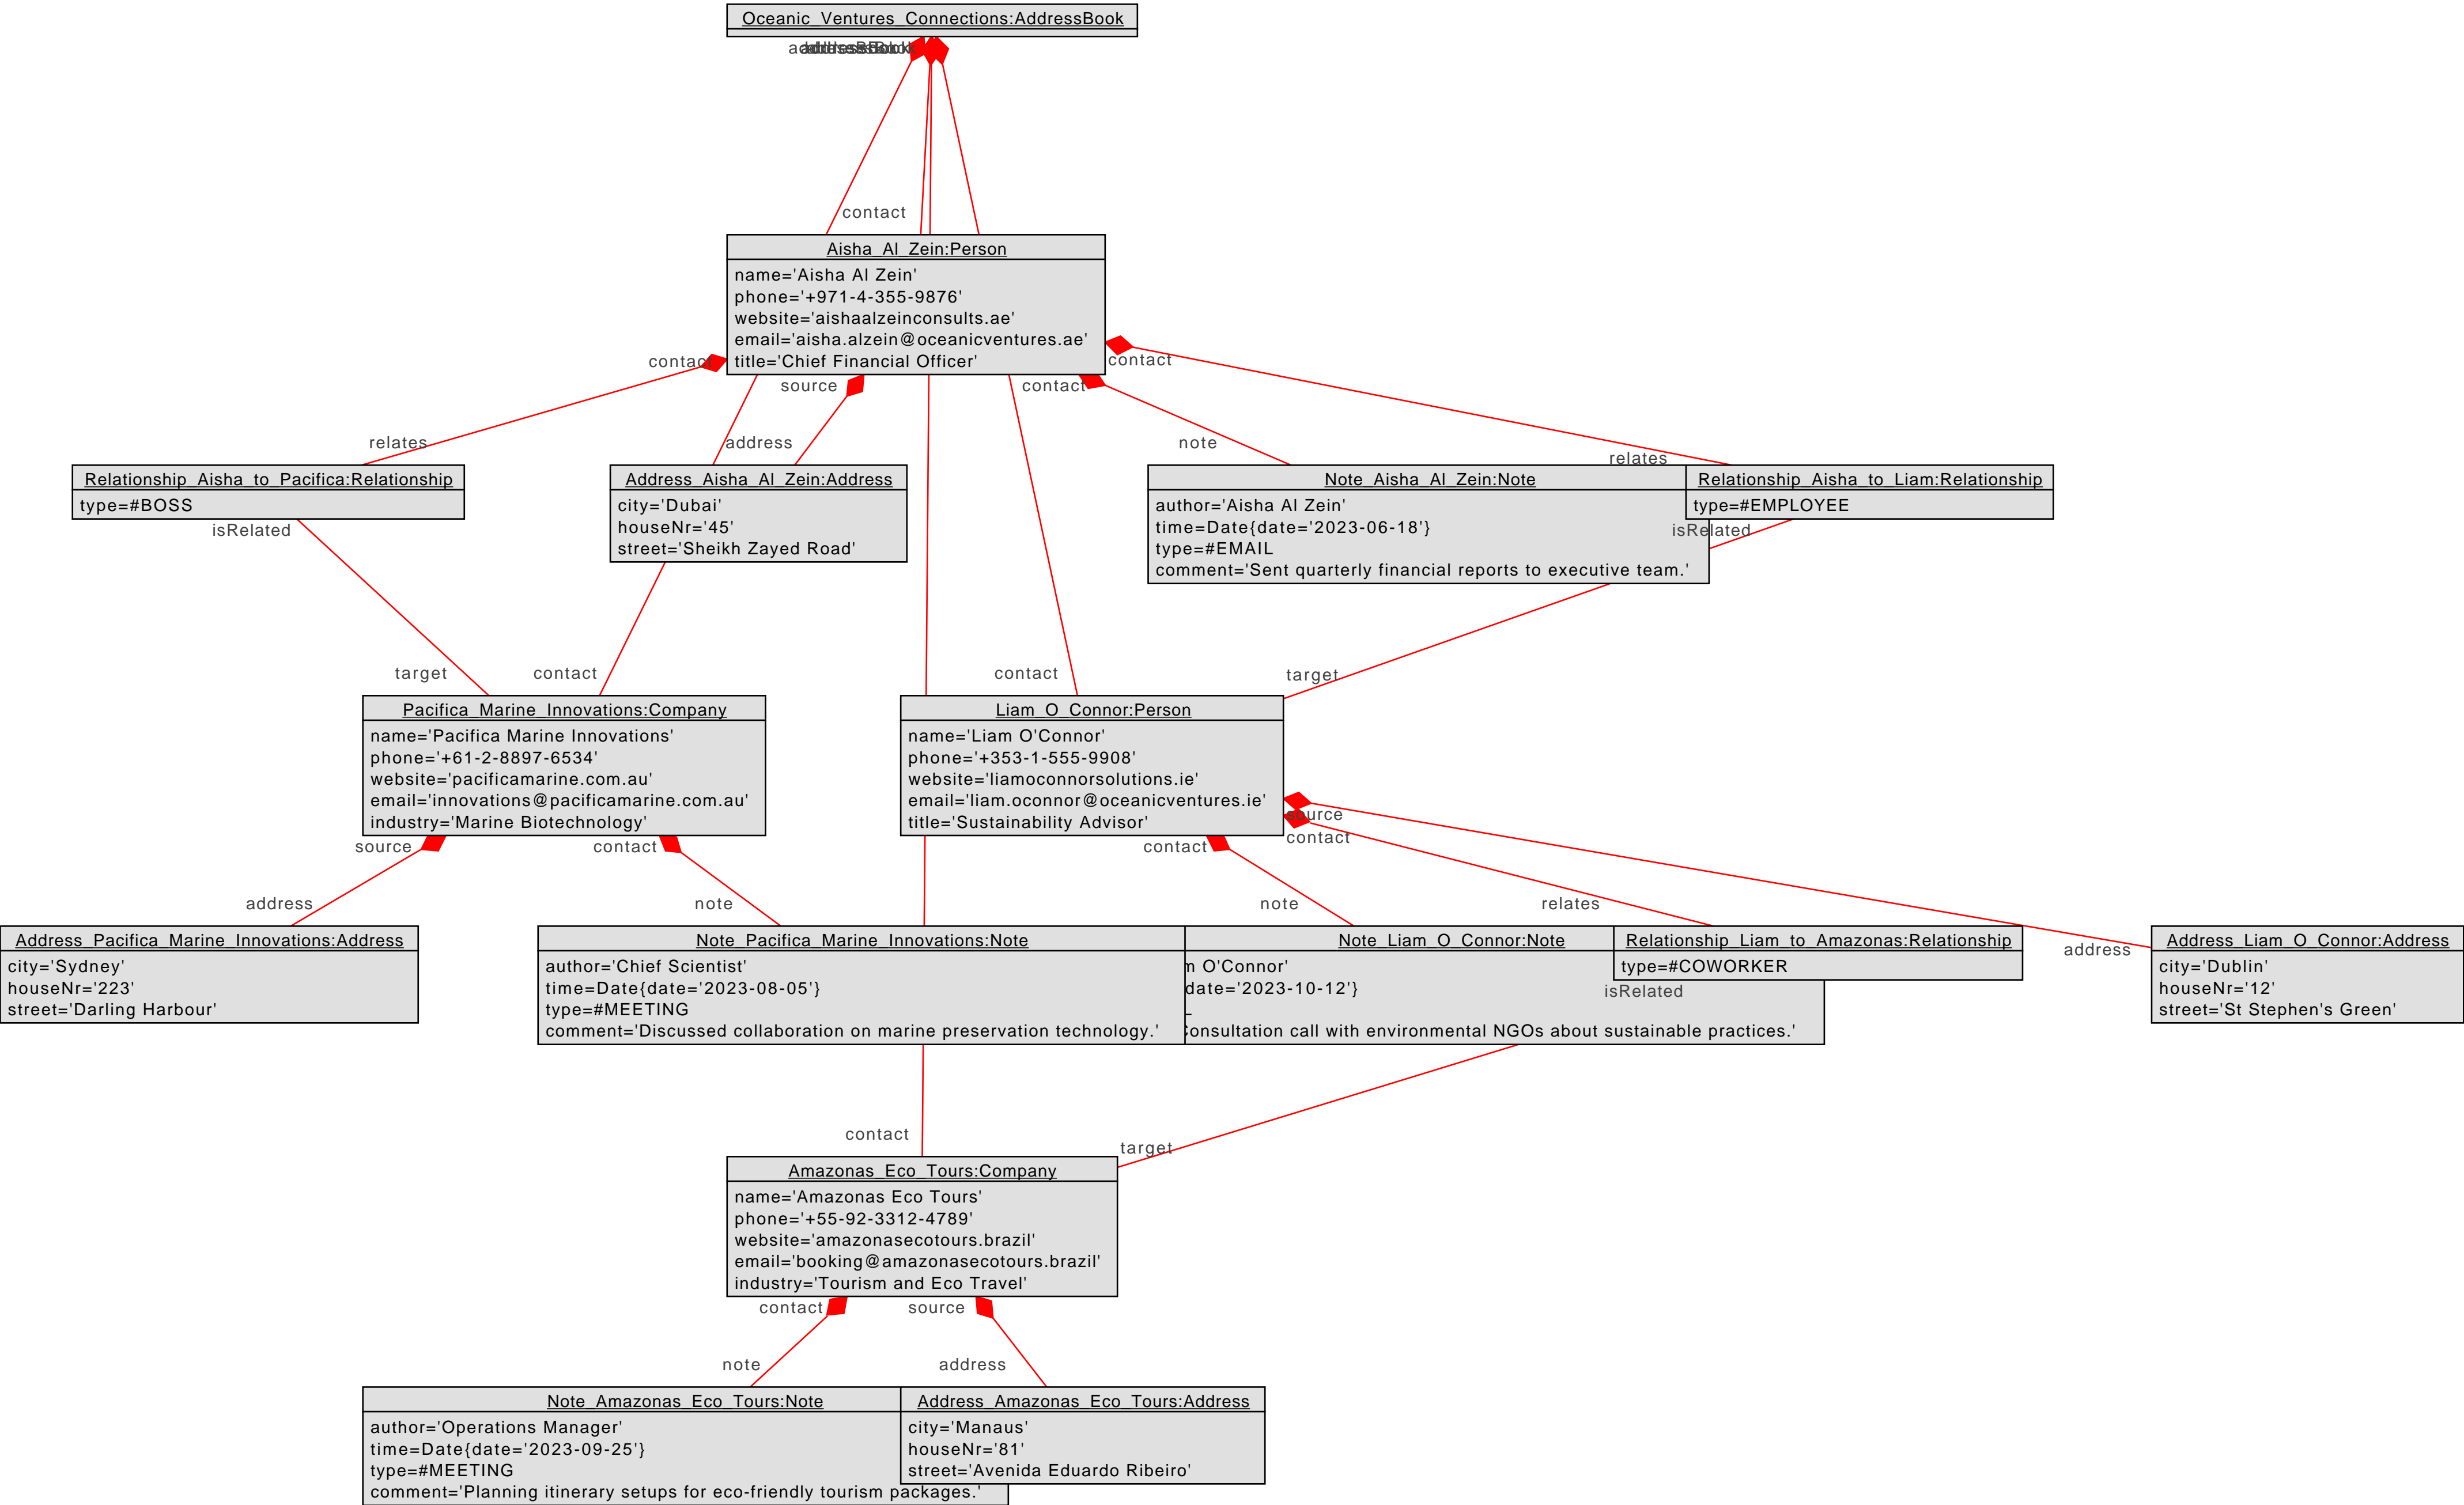 Oceanic_Ventures_Connections:AddressBook
contact
Aisha_Al_Zein:Person
name='Aisha Al Zein'
phone='+971-4-355-9876'
website='aishaalzeinconsults.ae'
email='aisha.alzein@oceanicventures.ae'
title='Chief Financial Officer'
contact
source
contact
contact
relates
address
note
relates
Relationship_Aisha_to_Pacifica:Relationship
type=#BOSS
isRelated
Address_Aisha_Al_Zein:Address
city='Dubai'
houseNr='45'
street='Sheikh Zayed Road'
Note_Aisha_Al_Zein:Note
author='Aisha Al Zein'
time=Date{date='2023-06-18'}
type=#EMAIL
comment='Sent quarterly financial reports to executive team.'
Relationship_Aisha_to_Liam:Relationship
type=#EMPLOYEE
isRelated
target
contact
contact
target
Pacifica_Marine_Innovations:Company
name='Pacifica Marine Innovations'
phone='+61-2-8897-6534'
website='pacificamarine.com.au'
email='innovations@pacificamarine.com.au'
industry='Marine Biotechnology'
Liam_O_Connor:Person
name='Liam O'Connor'
phone='+353-1-555-9908'
website='liamoconnorsolutions.ie'
email='liam.oconnor@oceanicventures.ie'
title='Sustainability Advisor'
source
contact
contact
source
contact
address
note
note
relates
address
Address_Pacifica_Marine_Innovations:Address
city='Sydney'
houseNr='223'
street='Darling Harbour'
Note_Pacifica_Marine_Innovations:Note
author='Chief Scientist'
time=Date{date='2023-08-05'}
type=#MEETING
comment='Discussed collaboration on marine preservation technology.'
Note_Liam_O_Connor:Note
O'Connor'
date='2023-10-12'}
Consultation call with environmental NGOs about sustainable practices.'
Relationship_Liam_to_Amazonas:Relationship
type=#COWORKER
isRelated
Address_Liam_O_Connor:Address
city='Dublin'
houseNr='12'
street='St Stephen's Green'
contact
target
Amazonas_Eco_Tours:Company
name='Amazonas Eco Tours'
phone='+55-92-3312-4789'
website='amazonasecotours.brazil'
email='booking@amazonasecotours.brazil'
industry='Tourism and Eco Travel'
contact
source
note
address
Note_Amazonas_Eco_Tours:Note
author='Operations Manager'
time=Date{date='2023-09-25'}
type=#MEETING
comment='Planning itinerary setups for eco-friendly tourism packages.'
Address_Amazonas_Eco_Tours:Address
city='Manaus'
houseNr='81'
street='Avenida Eduardo Ribeiro'